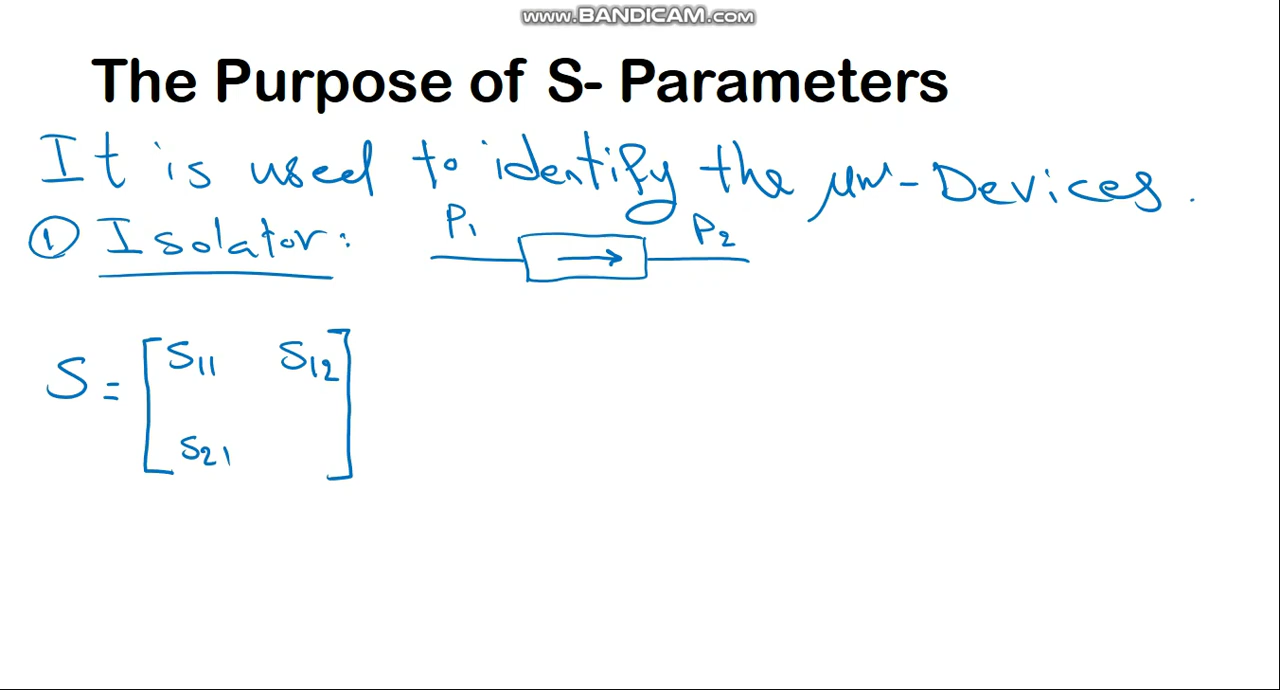 www.BANDICAM.com
The Purpose of S- Parameters
It is used to identify the μw-Devices.
① Isolator: P₁ → P₂
S = [S₁₁ S₁₂
S₂₁ ]